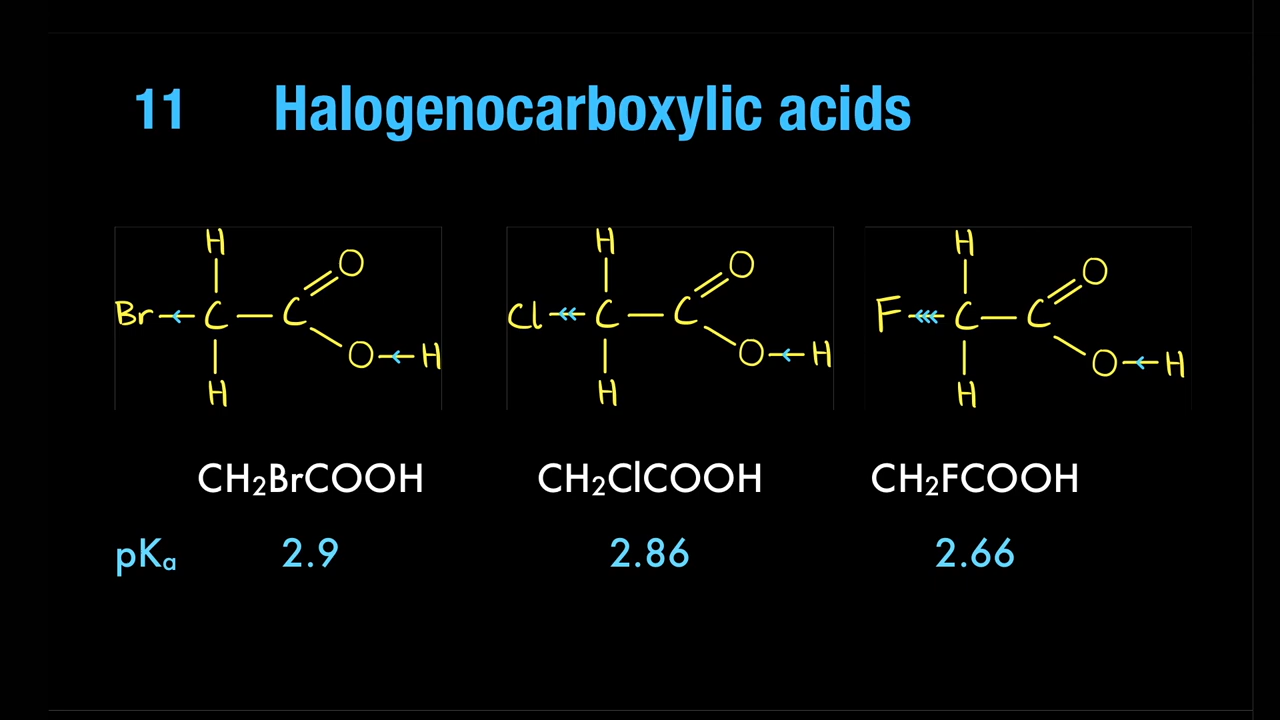 11 Halogenocarboxylic acids
H H H
O O O
Br C C Cl C C F C C
O H O H O H
H H H
CH₂BrCOOH CH₂ClCOOH CH₂FCOOH
pKₐ 2.9 2.86 2.66